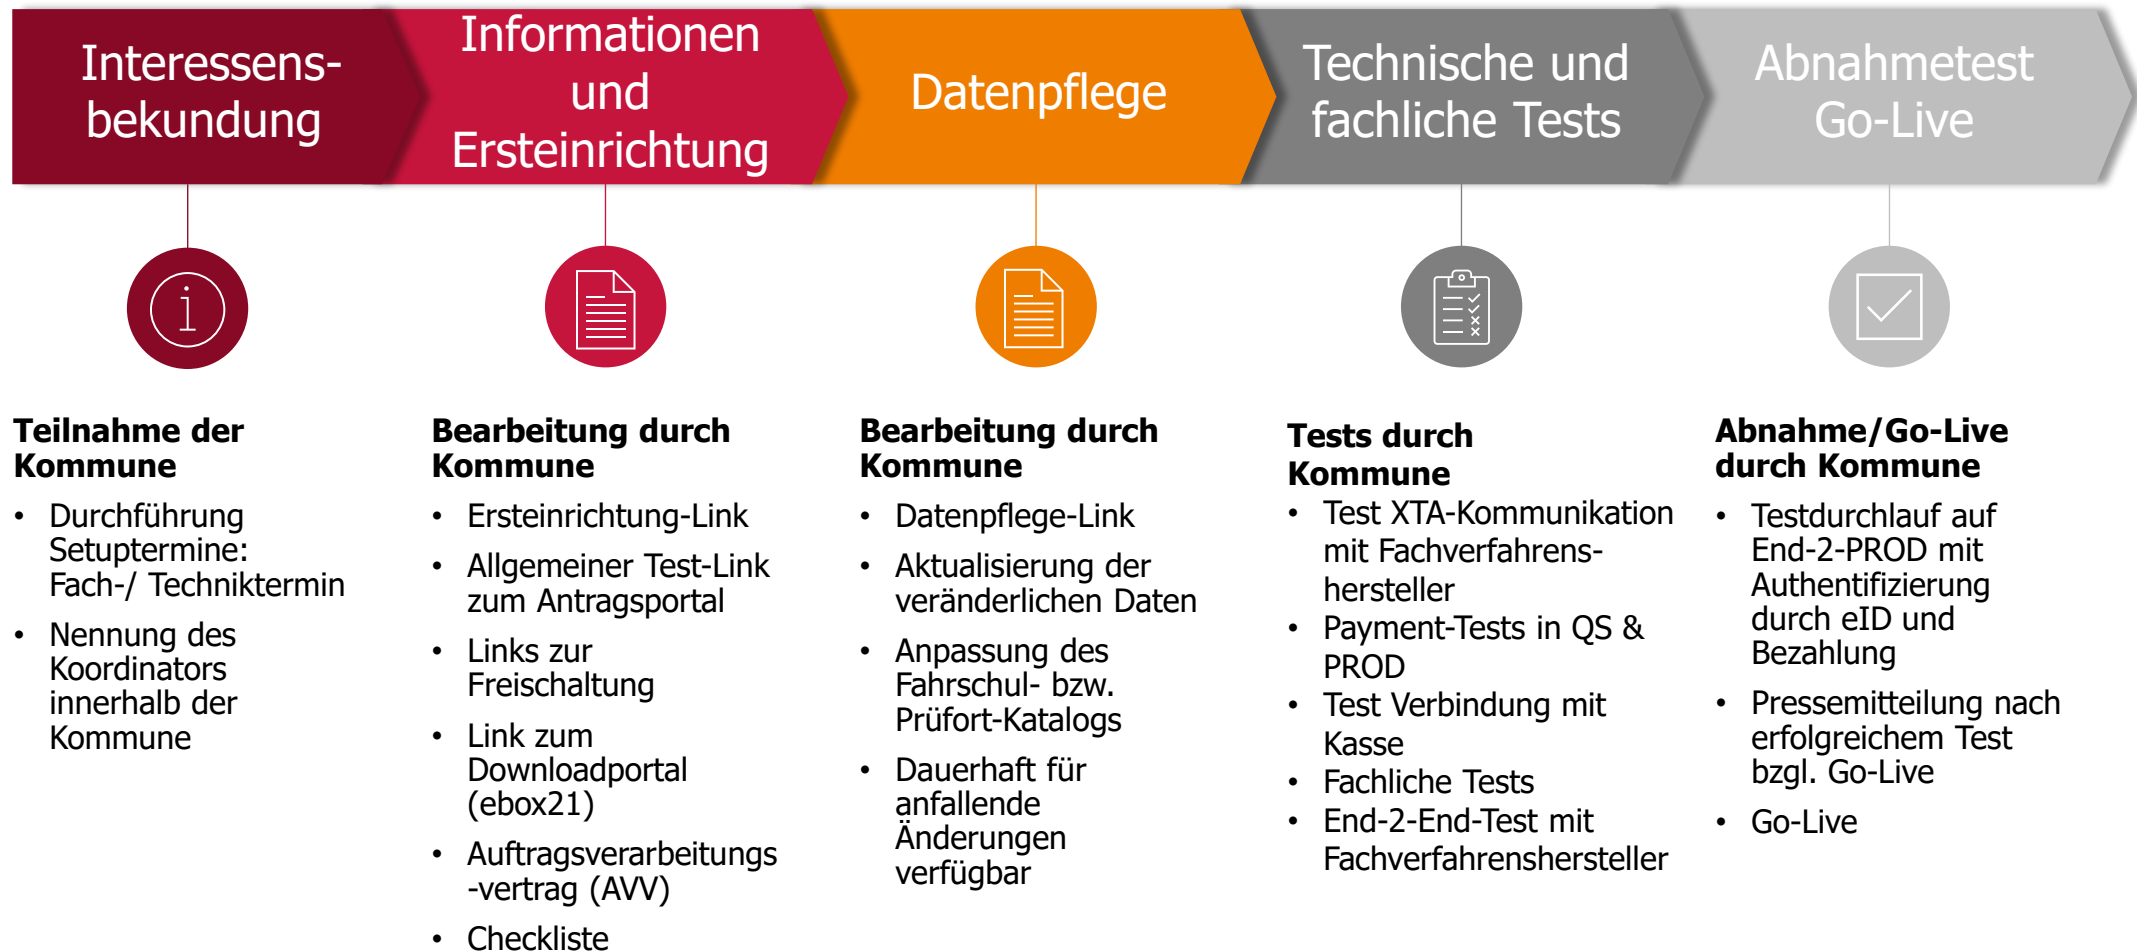 Interessens-
bekundung
Informationen
und
Ersteinrichtung
Datenpflege
Technische und
fachliche Tests
Abnahmetest
Go-Live
i
Teilnahme der
Kommune
• Durchführung
Setuptermine:
Fach-/ Techniktermin
• Nennung des
Koordinators
innerhalb der
Kommune
Bearbeitung durch
Kommune
• Ersteinrichtung-Link
• Allgemeiner Test-Link
zum Antragsportal
• Links zur
Freischaltung
• Link zum
Downloadportal
(ebox21)
• Auftragsverarbeitungs
-vertrag (AVV)
• Checkliste
Bearbeitung durch
Kommune
• Datenpflege-Link
• Aktualisierung der
veränderlichen Daten
• Anpassung des
Fahrschul- bzw.
Prüfort-Katalogs
• Dauerhaft für
anfallende
Änderungen
verfügbar
Tests durch
Kommune
• Test XTA-Kommunikation
mit Fachverfahrens-
hersteller
• Payment-Tests in QS &
PROD
• Test Verbindung mit
Kasse
• Fachliche Tests
• End-2-End-Test mit
Fachverfahrenshersteller
Abnahme/Go-Live
durch Kommune
• Testdurchlauf auf
End-2-PROD mit
Authentifizierung
durch eID und
Bezahlung
• Pressemitteilung nach
erfolgreichem Test
bzgl. Go-Live
• Go-Live